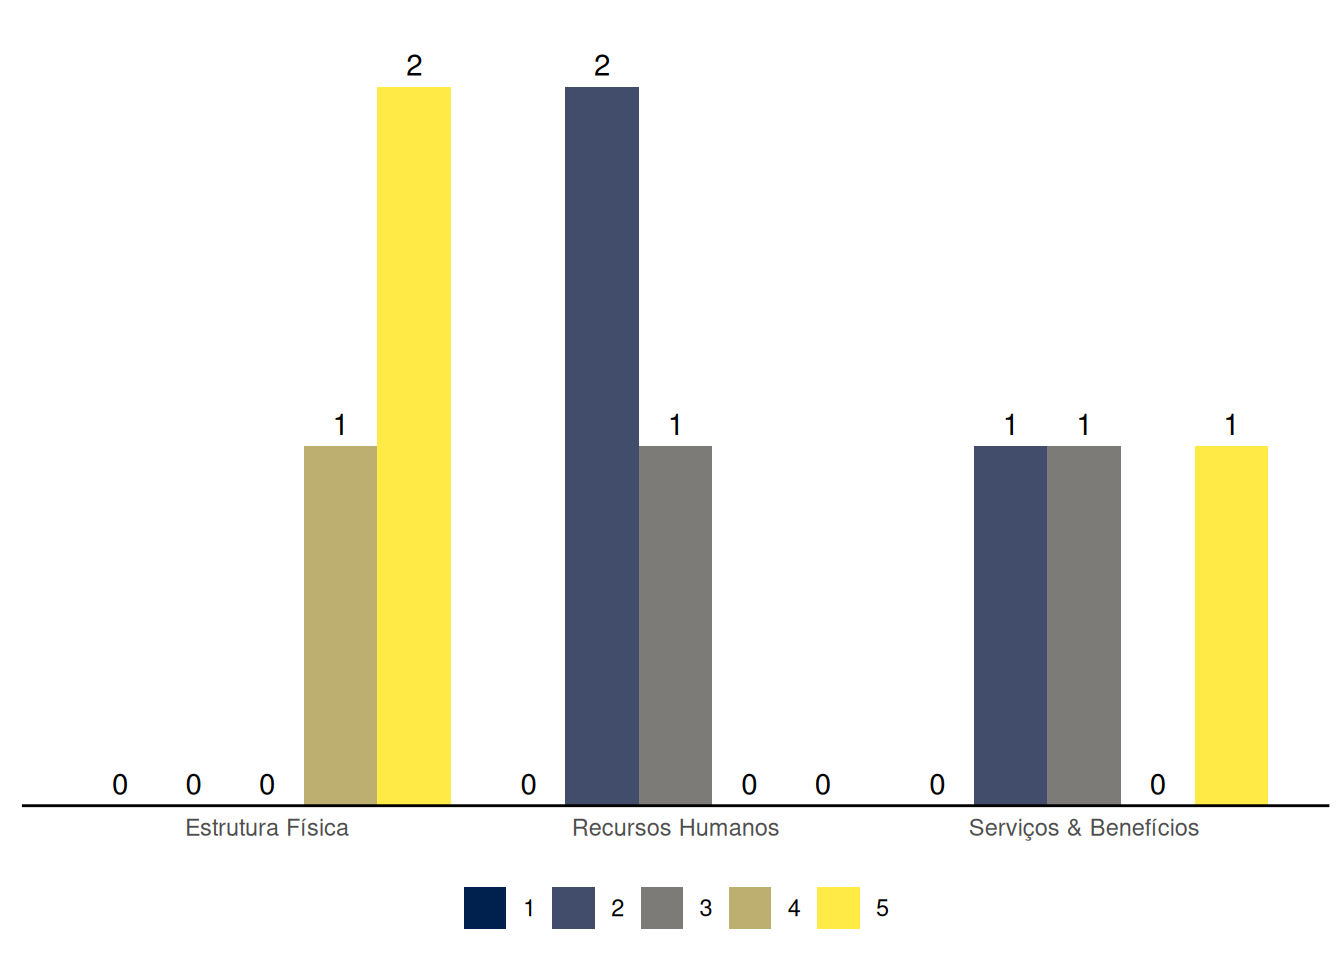 2 2
1 1 1 1 1
0 0 0 0 0 0 0 0
Estrutura Física Recursos Humanos Serviços & Benefícios
1 2 3 4 5